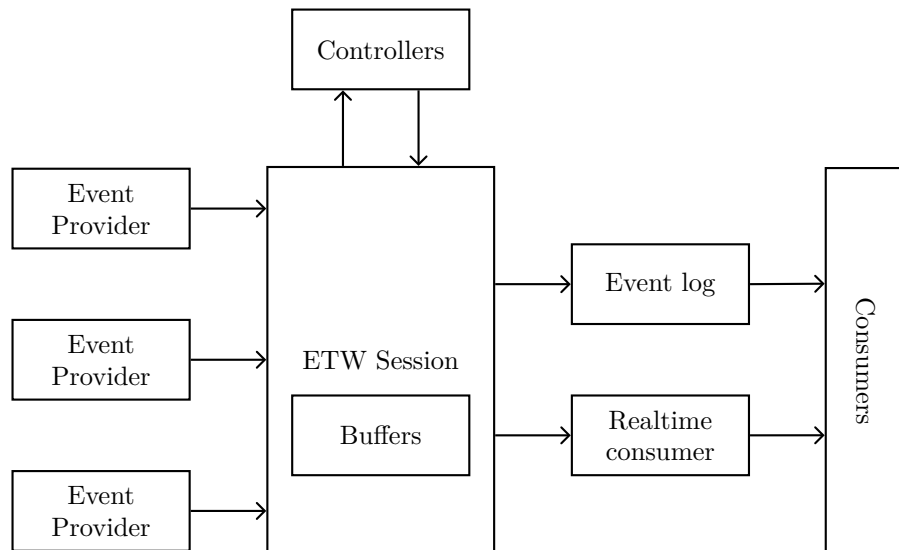 Controllers
Event
Provider
Event
Provider
Event
Provider
ETW Session
Buffers
Event log
Realtime
consumer
Consumers